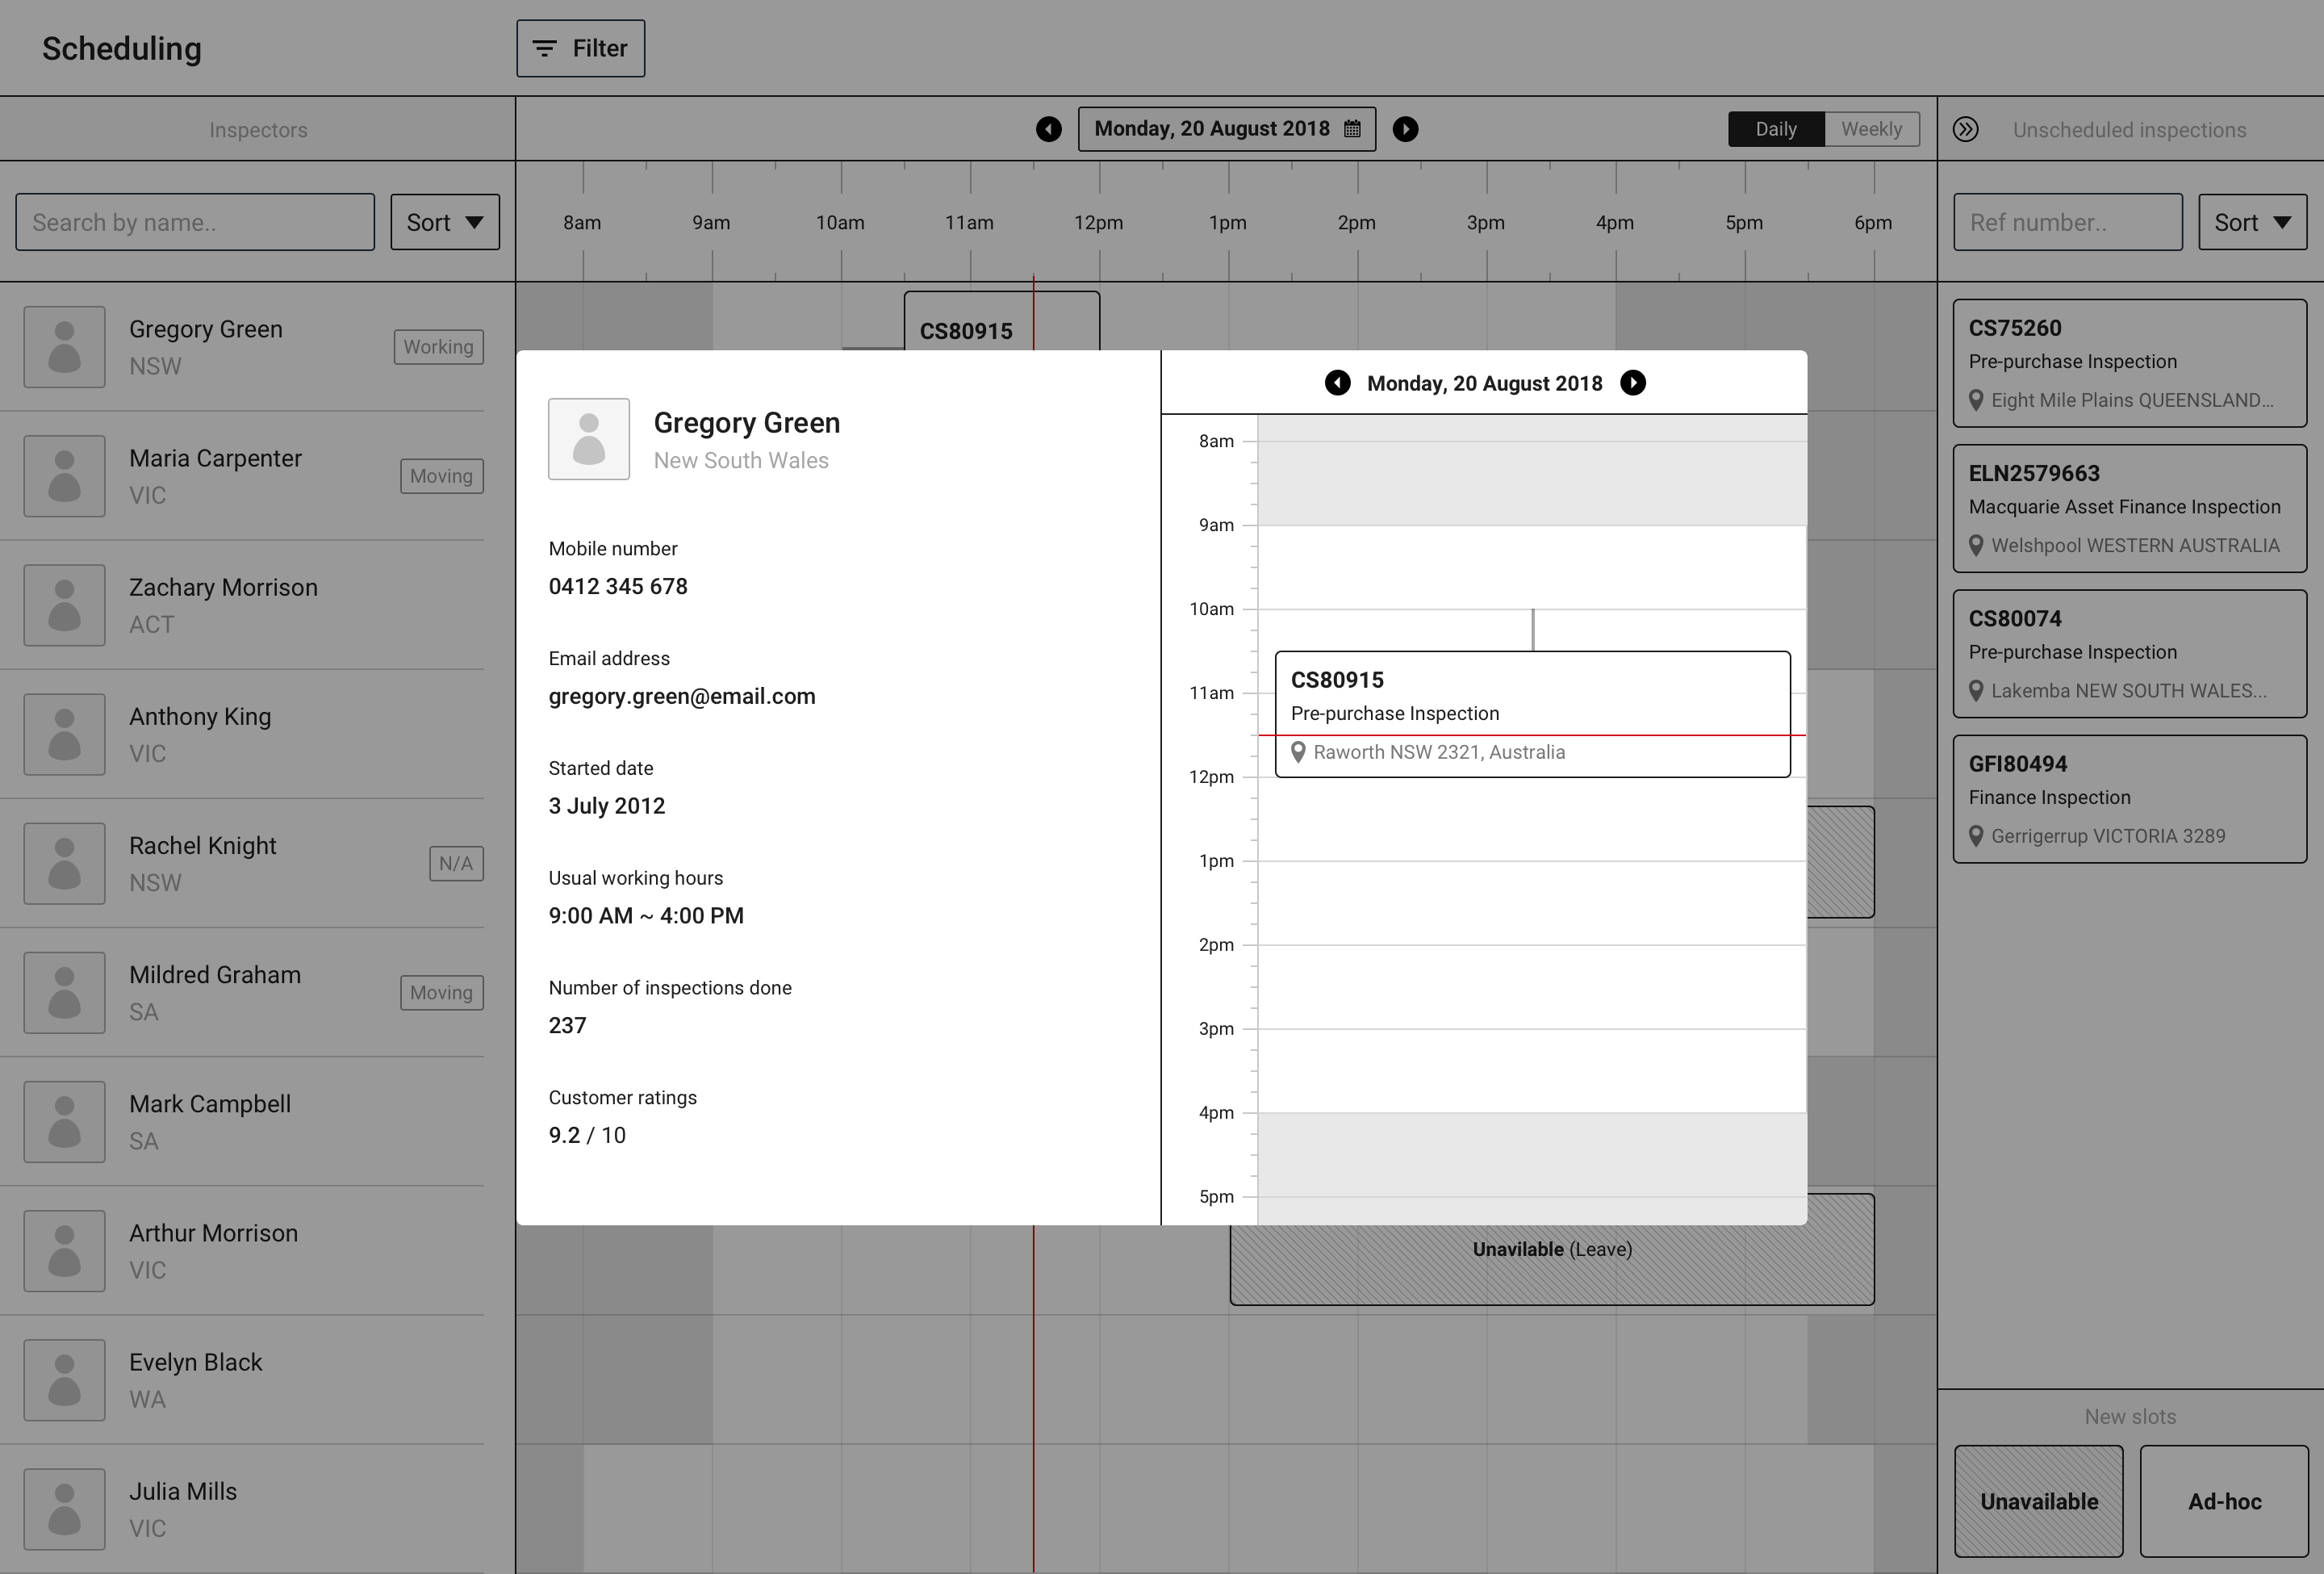 Scheduling
Filter
Inspectors
Monday, 20 August 2018
Daily
Weekly
Unscheduled inspections
Search by name..
Sort
8am
9am
10am
11am
12pm
1pm
2pm
3pm
4pm
5pm
6pm
Ref number..
Sort
Gregory Green
NSW
Working
Maria Carpenter
VIC
Moving
Zachary Morrison
ACT
Anthony King
VIC
Rachel Knight
NSW
N/A
Mildred Graham
SA
Moving
Mark Campbell
SA
Arthur Morrison
VIC
Evelyn Black
WA
Julia Mills
VIC
CS80915
Gregory Green
New South Wales
Mobile number
0412 345 678
Email address
gregory.green@email.com
Started date
3 July 2012
Usual working hours
9:00 AM ~ 4:00 PM
Number of inspections done
237
Customer ratings
9.2 / 10
Monday, 20 August 2018
8am
9am
10am
11am
12pm
1pm
2pm
3pm
4pm
5pm
CS80915
Pre-purchase Inspection
Raworth NSW 2321, Australia
Unavilable (Leave)
CS75260
Pre-purchase Inspection
Eight Mile Plains QUEENSLAND...
ELN2579663
Macquarie Asset Finance Inspection
Welshpool WESTERN AUSTRALIA
CS80074
Pre-purchase Inspection
Lakemba NEW SOUTH WALES...
GFI80494
Finance Inspection
Gerrigerrup VICTORIA 3289
New slots
Unavailable
Ad-hoc